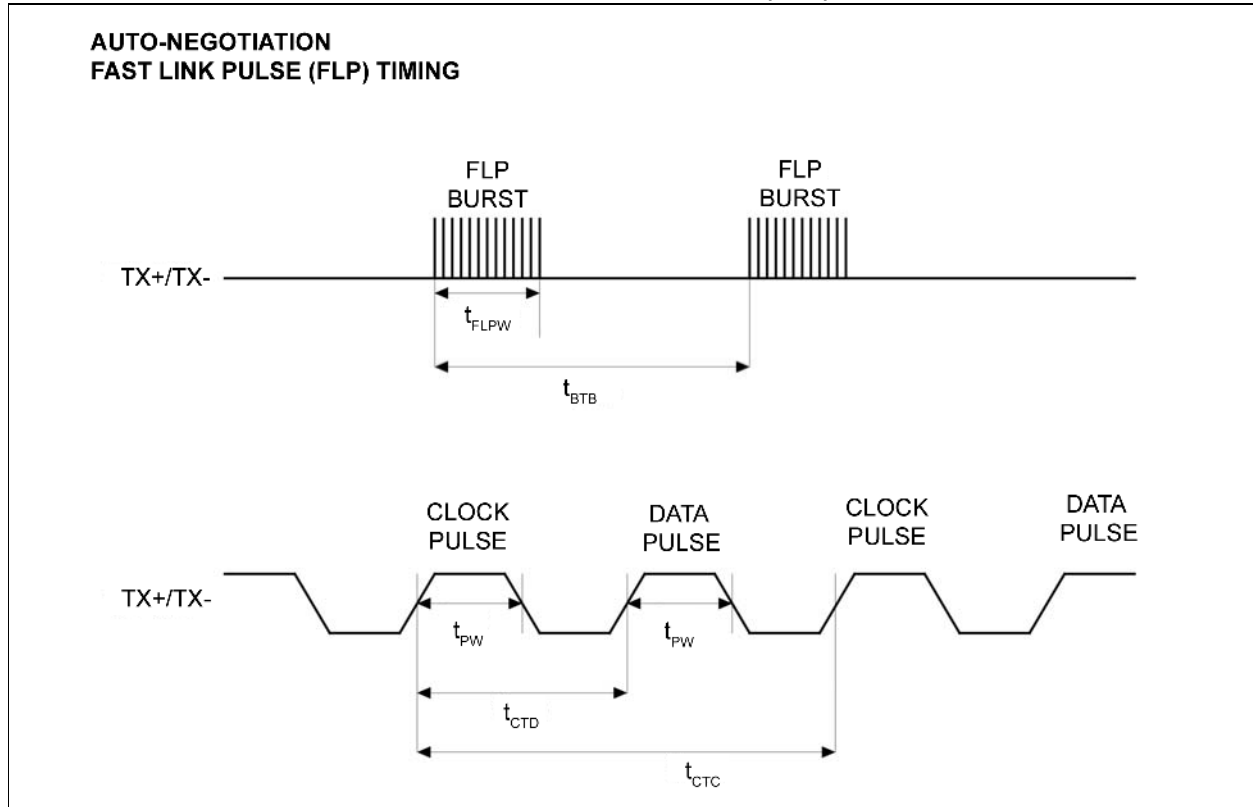 AUTO-NEGOTIATION
FAST LINK PULSE (FLP) TIMING
FLP
BURST
FLP
BURST
TX+/TX-
tFLPW
tBTB
CLOCK
PULSE
DATA
PULSE
CLOCK
PULSE
DATA
PULSE
TX+/TX-
tPW
tPW
tCTD
tCTC